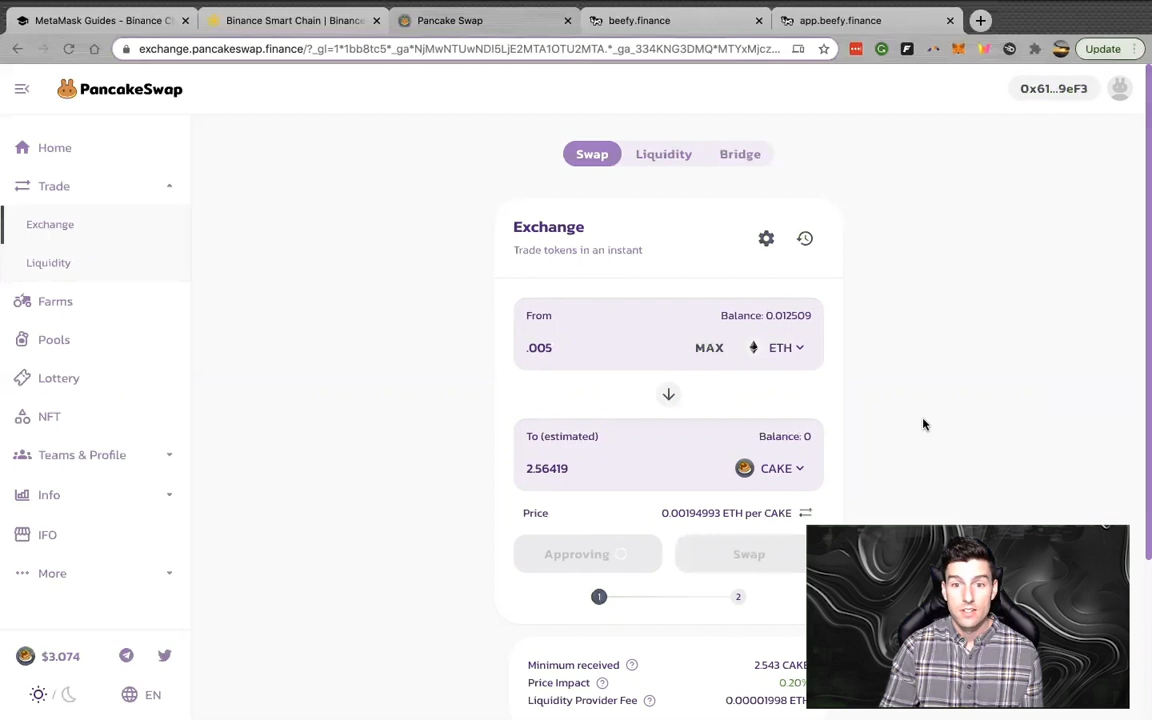 MetaMask Guides - Binance C
Binance Smart Chain | Binance
Pancake Swap
beefy.finance
app.beefy.finance
exchange.pancakeswap.finance/?_gl=1*1bb8tc5*_ga*NjMwNTUwNDI5LjE2MTA1OTU2MTA.*_ga_334KNG3DMQ*MTYxMjcz...
Update
PancakeSwap
0x61...9eF3
Home
Trade
Exchange
Liquidity
Farms
Pools
Lottery
NFT
Teams & Profile
Info
IFO
More
$3.074
EN
Swap
Liquidity
Bridge
Exchange
Trade tokens in an instant
From
Balance: 0.012509
.005
MAX
ETH
To (estimated)
Balance: 0
2.56419
CAKE
Price
0.00194993 ETH per CAKE
Approving
Swap
1
2
Minimum received
2.543 CAKE
Price Impact
0.20%
Liquidity Provider Fee
0.00001998 ETH